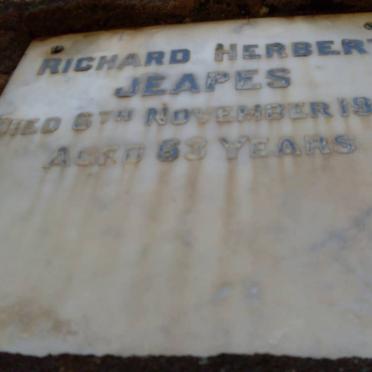 RICHARD HERBERT
JEAPES
DIED 6TH NOVEMBER 19
AGED 63 YEARS